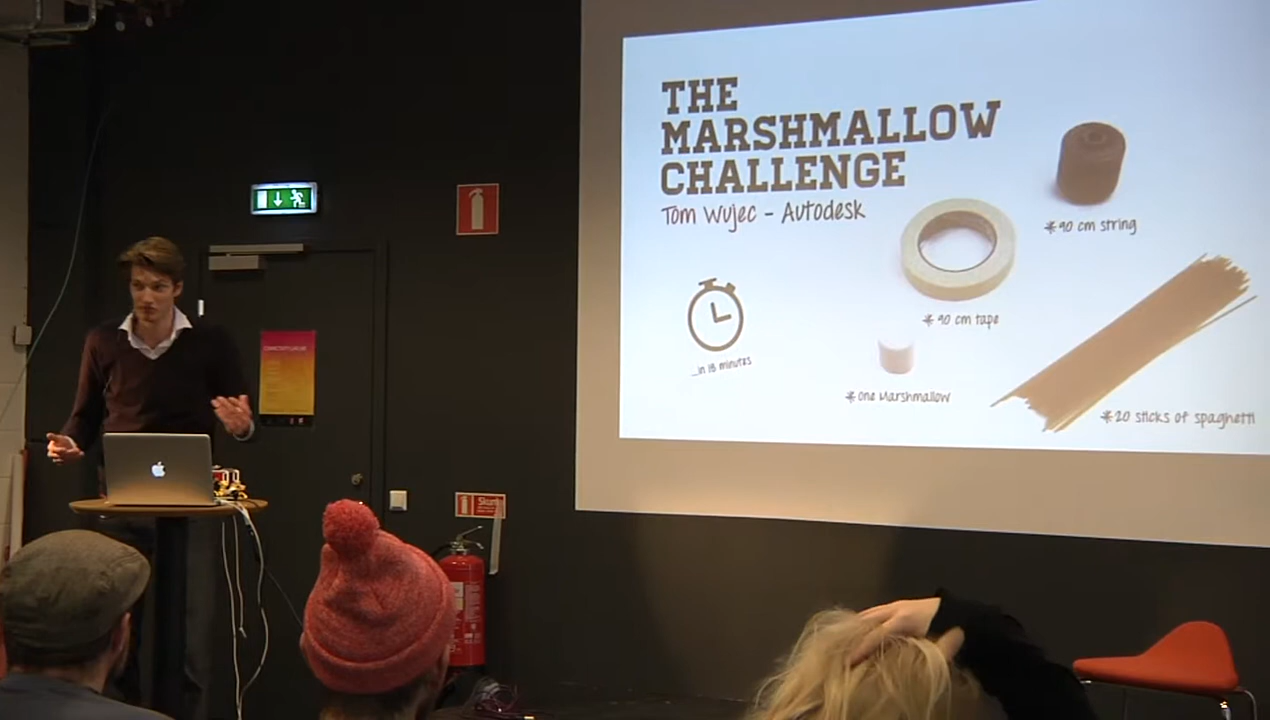 THE
MARSHMALLOW
CHALLENGE
Tom Wujec - Autodesk
*90 cm string
*90 cm tape
...in 18 minutes
*one Marshmallow
*20 sticks of spaghetti